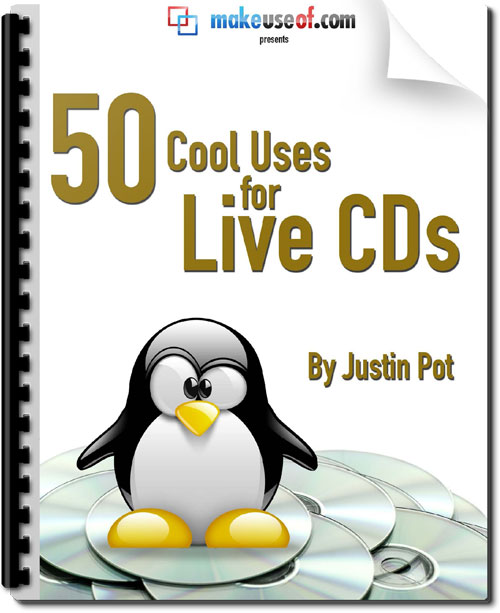 makeuseof.com
presents
50 Cool Uses
for
Live CDs
By Justin Pot